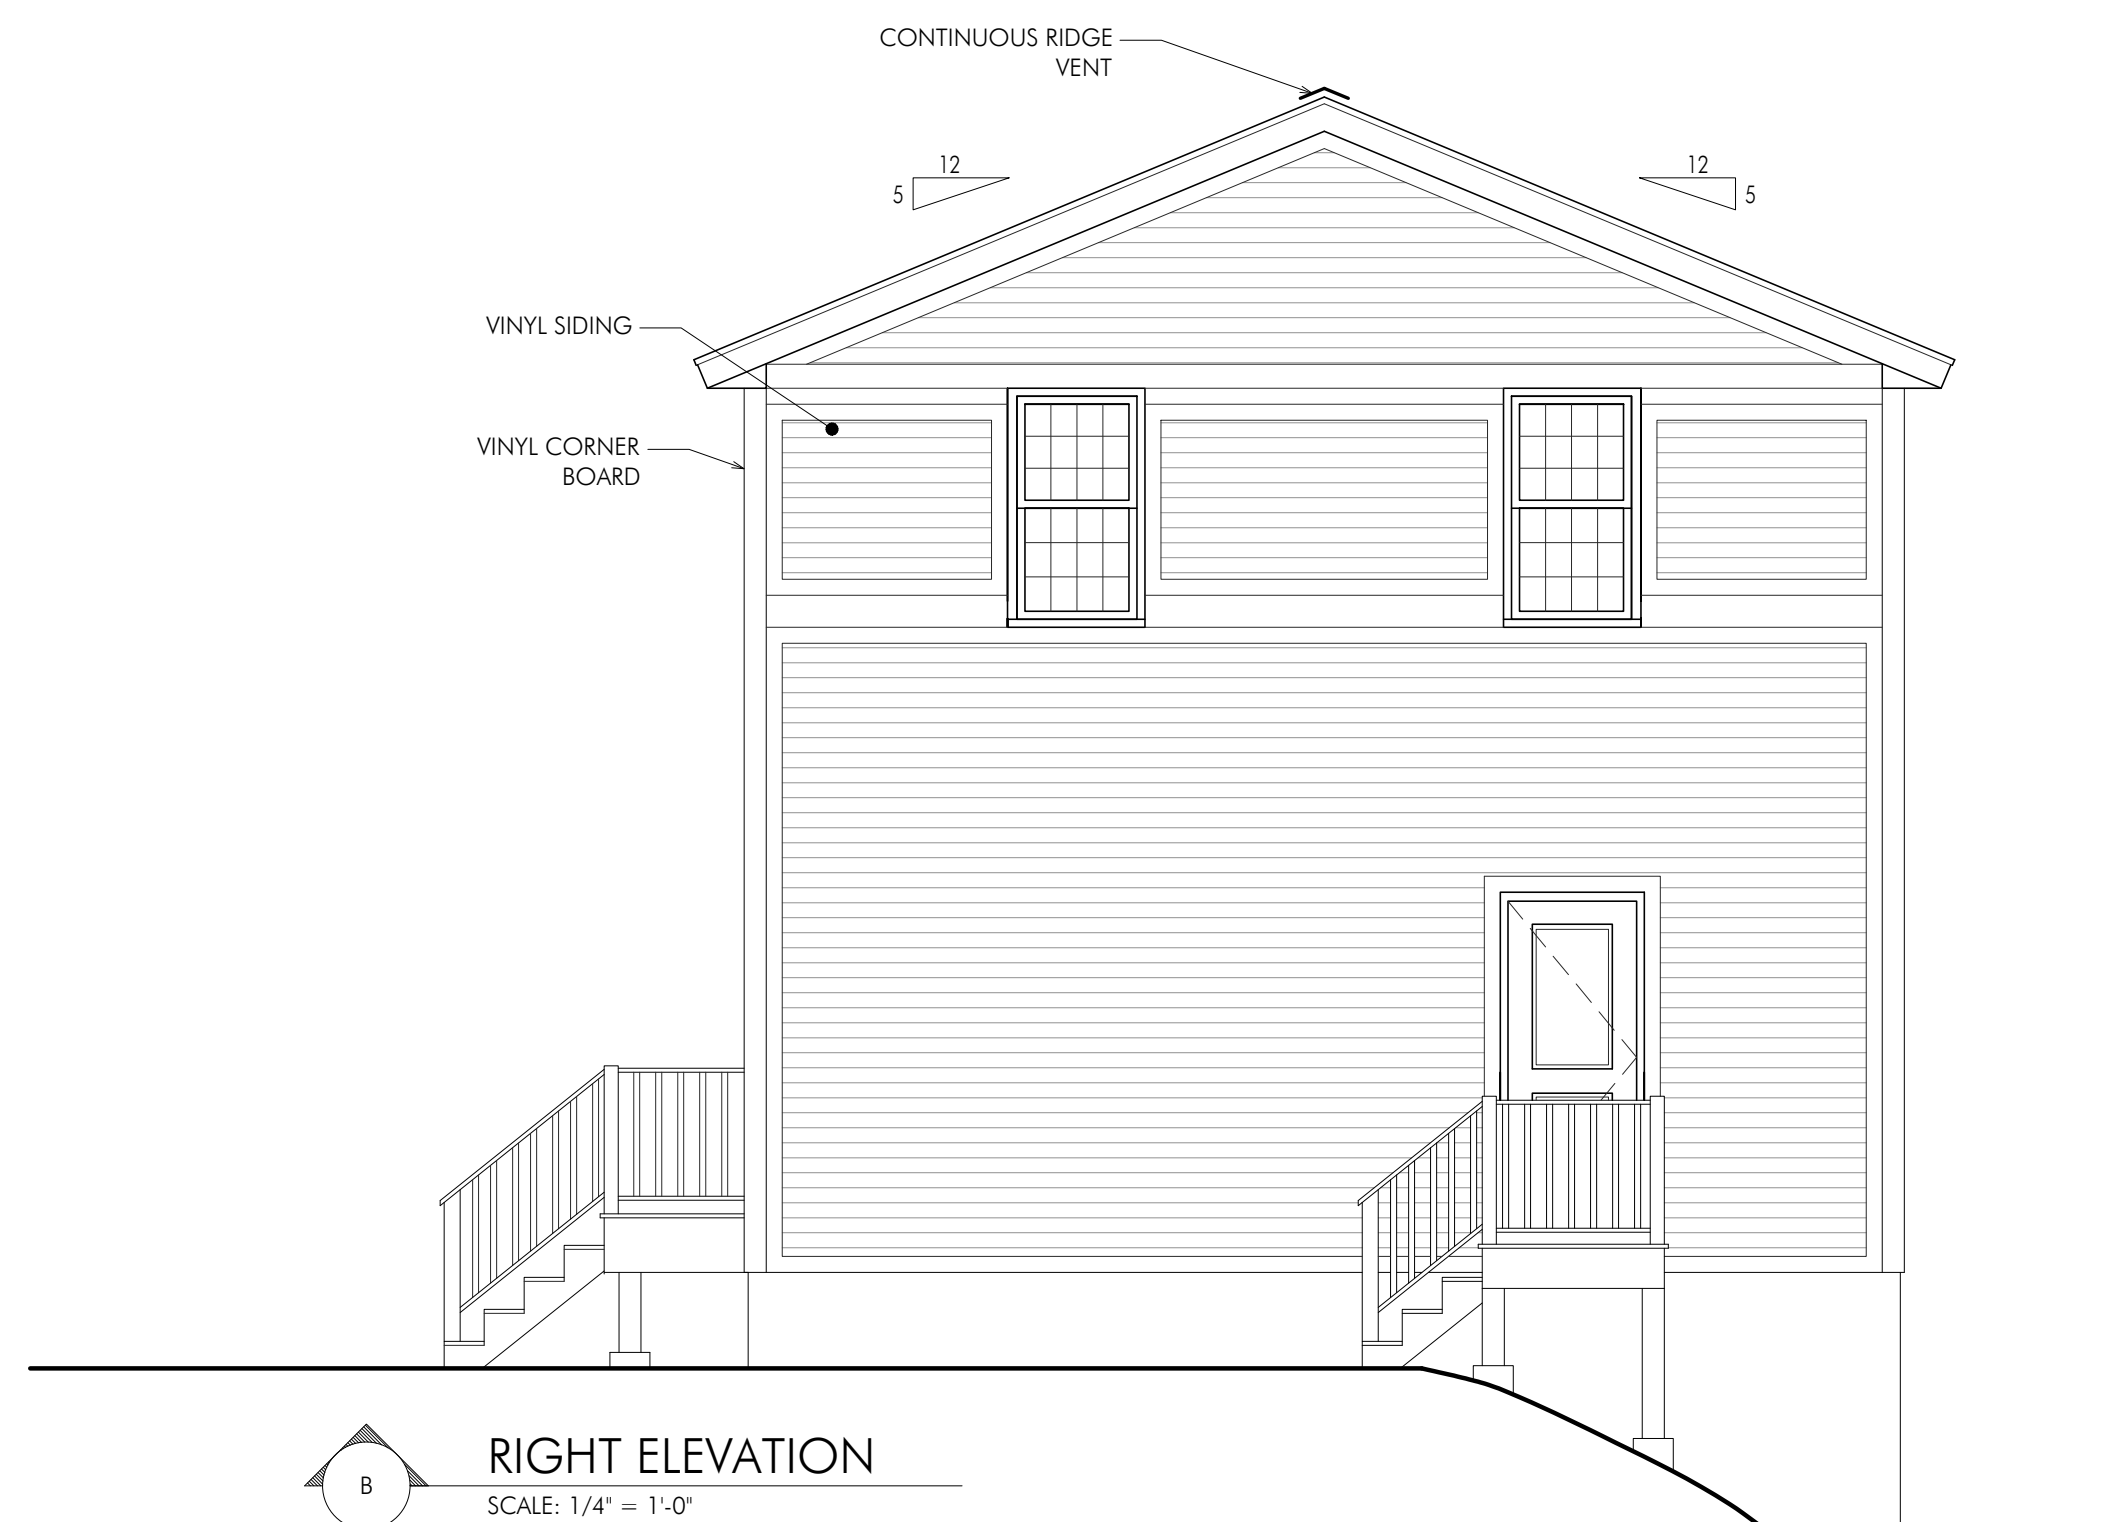 CONTINUOUS RIDGE
VENT
12
5
12
5
VINYL SIDING
VINYL CORNER
BOARD
RIGHT ELEVATION
B
SCALE: 1/4" = 1'-0"